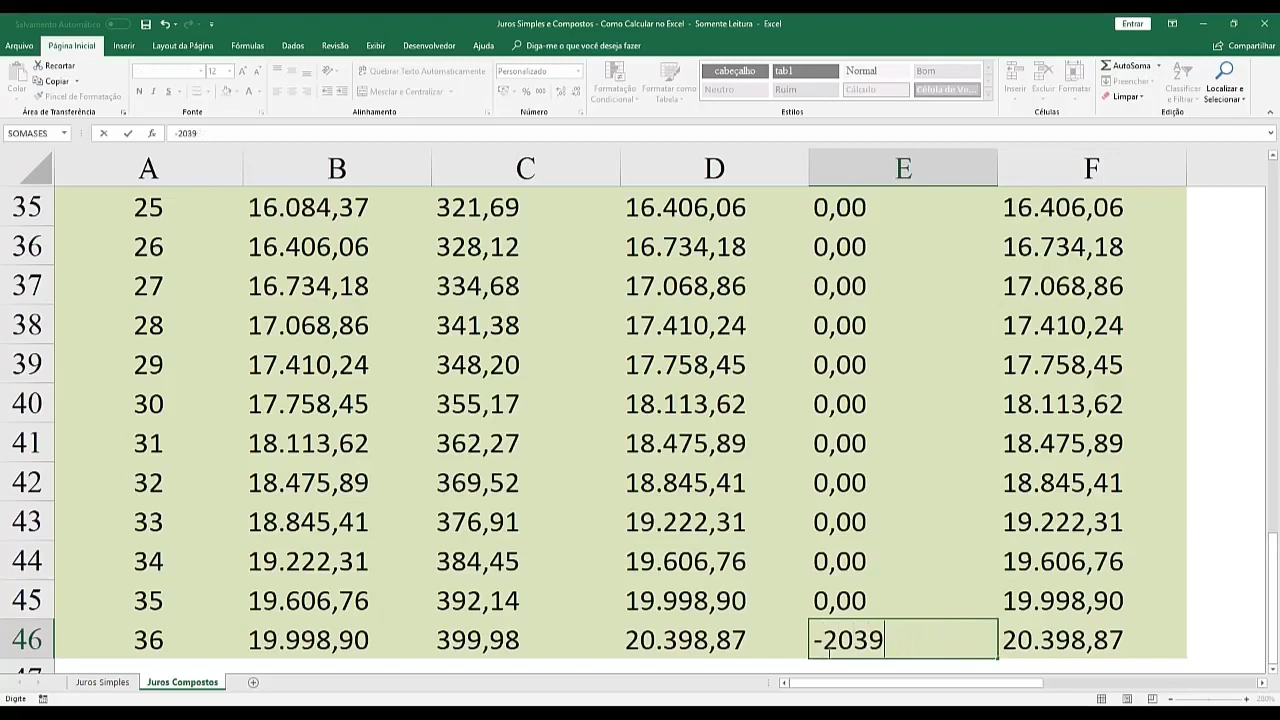 Salvamento Automático
Juros Simples e Compostos - Como Calcular no Excel - Somente Leitura - Excel
Entrar
Arquivo Página Inicial Inserir Layout da Página Fórmulas Dados Revisão Exibir Desenvolvedor Ajuda Diga-me o que você deseja fazer Compartilhar
Colar
Recortar
Copiar
Pincel de Formatação
Área de Transferência
12
N I S
Fonte
Quebrar Texto Automaticamente
Mesclar e Centralizar
Alinhamento
Personalizado
% 000
Número
Formatação Condicional
Formatar como Tabela
cabeçalho tab1 Normal Bom
Neutro Ruim Cálculo Célula de Ve...
Estilos
Inserir Excluir Formatar
Células
AutoSoma
Preencher
Limpar
Classificar e Filtrar
Localizar e Selecionar
Edição
SOMASES fx -2039
A B C D E F
35 25 16.084,37 321,69 16.406,06 0,00 16.406,06
36 26 16.406,06 328,12 16.734,18 0,00 16.734,18
37 27 16.734,18 334,68 17.068,86 0,00 17.068,86
38 28 17.068,86 341,38 17.410,24 0,00 17.410,24
39 29 17.410,24 348,20 17.758,45 0,00 17.758,45
40 30 17.758,45 355,17 18.113,62 0,00 18.113,62
41 31 18.113,62 362,27 18.475,89 0,00 18.475,89
42 32 18.475,89 369,52 18.845,41 0,00 18.845,41
43 33 18.845,41 376,91 19.222,31 0,00 19.222,31
44 34 19.222,31 384,45 19.606,76 0,00 19.606,76
45 35 19.606,76 392,14 19.998,90 0,00 19.998,90
46 36 19.998,90 399,98 20.398,87 -2039 20.398,87
47
Juros Simples Juros Compostos
Digite 280%